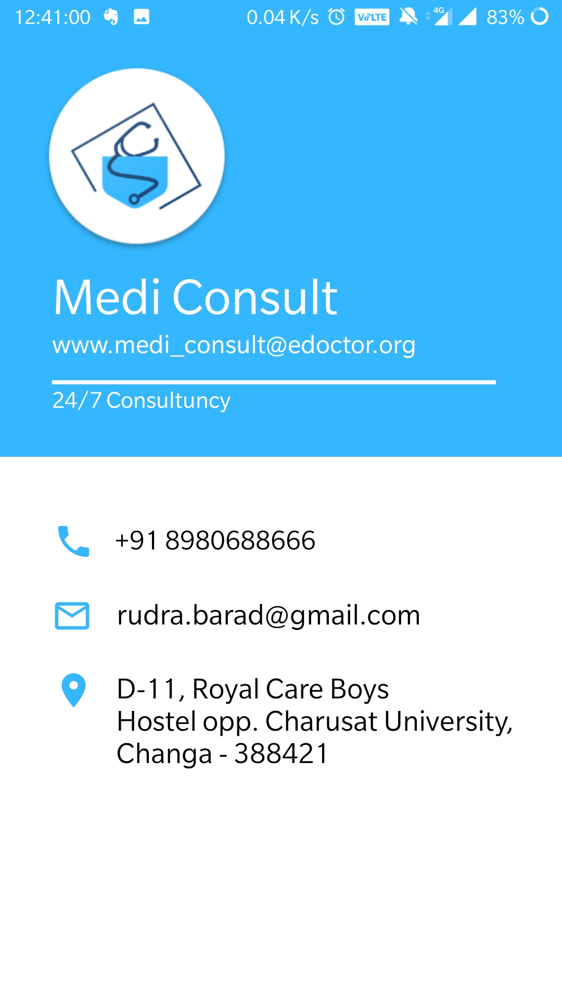 12:41:00 0.04 K/s VoLTE 4G 83%
Medi Consult
www.medi_consult@edoctor.org
24/7 Consultuncy
+91 8980688666
rudra.barad@gmail.com
D-11, Royal Care Boys
Hostel opp. Charusat University,
Changa - 388421